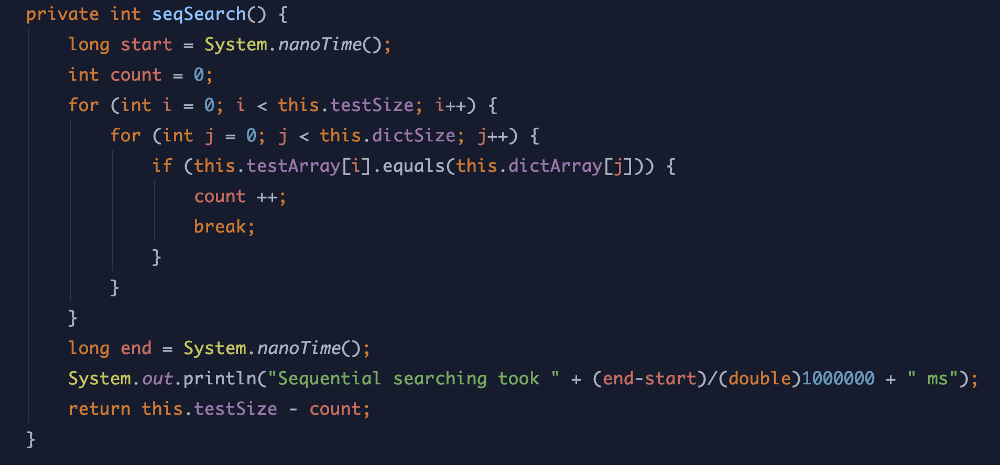 private int seqSearch() {
    long start = System.nanoTime();
    int count = 0;
    for (int i = 0; i < this.testSize; i++) {
        for (int j = 0; j < this.dictSize; j++) {
            if (this.testArray[i].equals(this.dictArray[j])) {
                count ++;
                break;
            }
        }
    }
    long end = System.nanoTime();
    System.out.println("Sequential searching took " + (end-start)/(double)1000000 + " ms");
    return this.testSize - count;
}